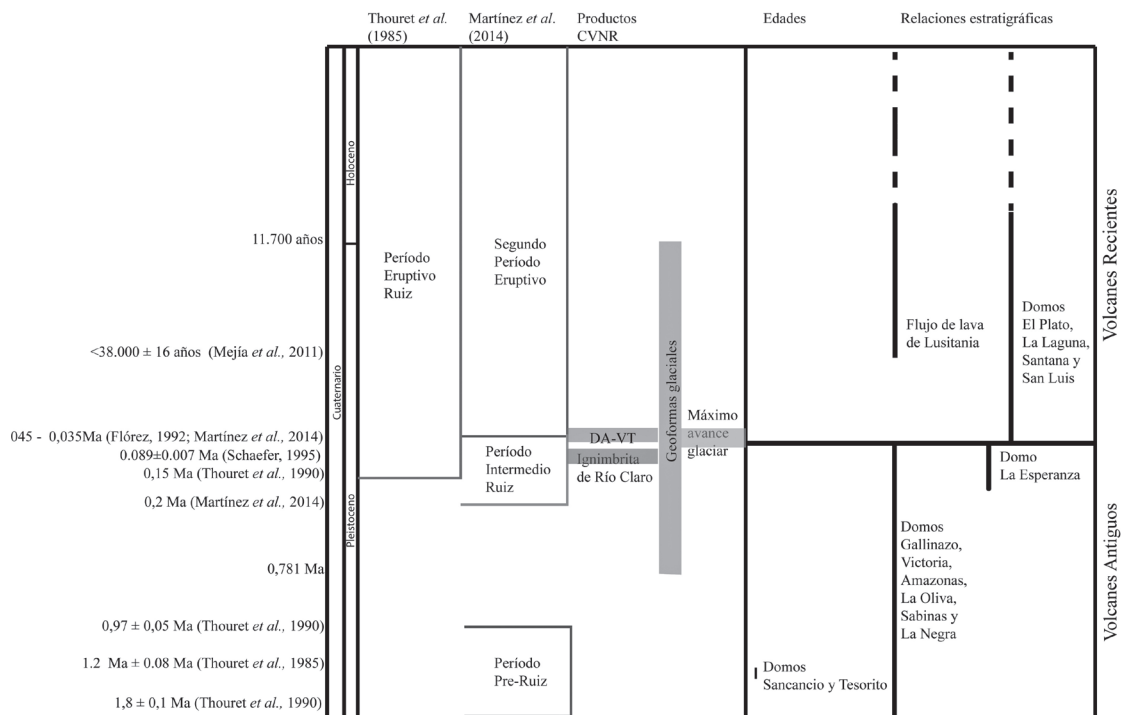 Thouret et al.
(1985)
Martínez et al.
(2014)
Productos
CVNR
Edades
Relaciones estratigráficas
11.700 años
<38.000 ± 16 años (Mejía et al., 2011)
045 - 0,035Ma (Flórez, 1992; Martínez et al., 2014)
0.089±0.007 Ma (Schaefer, 1995)
0,15 Ma (Thouret et al., 1990)
0,2 Ma (Martínez et al., 2014)
0,781 Ma
0,97 ± 0,05 Ma (Thouret et al., 1990)
1.2 Ma ± 0.08 Ma (Thouret et al., 1985)
1,8 ± 0,1 Ma (Thouret et al., 1990)
Cuaternario
Holoceno
Pleistoceno
Período
Eruptivo
Ruiz
Segundo
Período
Eruptivo
Período
Intermedio
Ruiz
Período
Pre-Ruiz
DA-VT
Ignimbrita
de Río Claro
Geoformas glaciales
Máximo
avance
glaciar
Domos
Sancancio y Tesorito
Flujo de lava
de Lusitania
Domos
El Plato,
La Laguna,
Santana y
San Luis
Domo
La Esperanza
Domos
Gallinazo,
Victoria,
Amazonas,
La Oliva,
Sabinas y
La Negra
Volcanes Recientes
Volcanes Antiguos